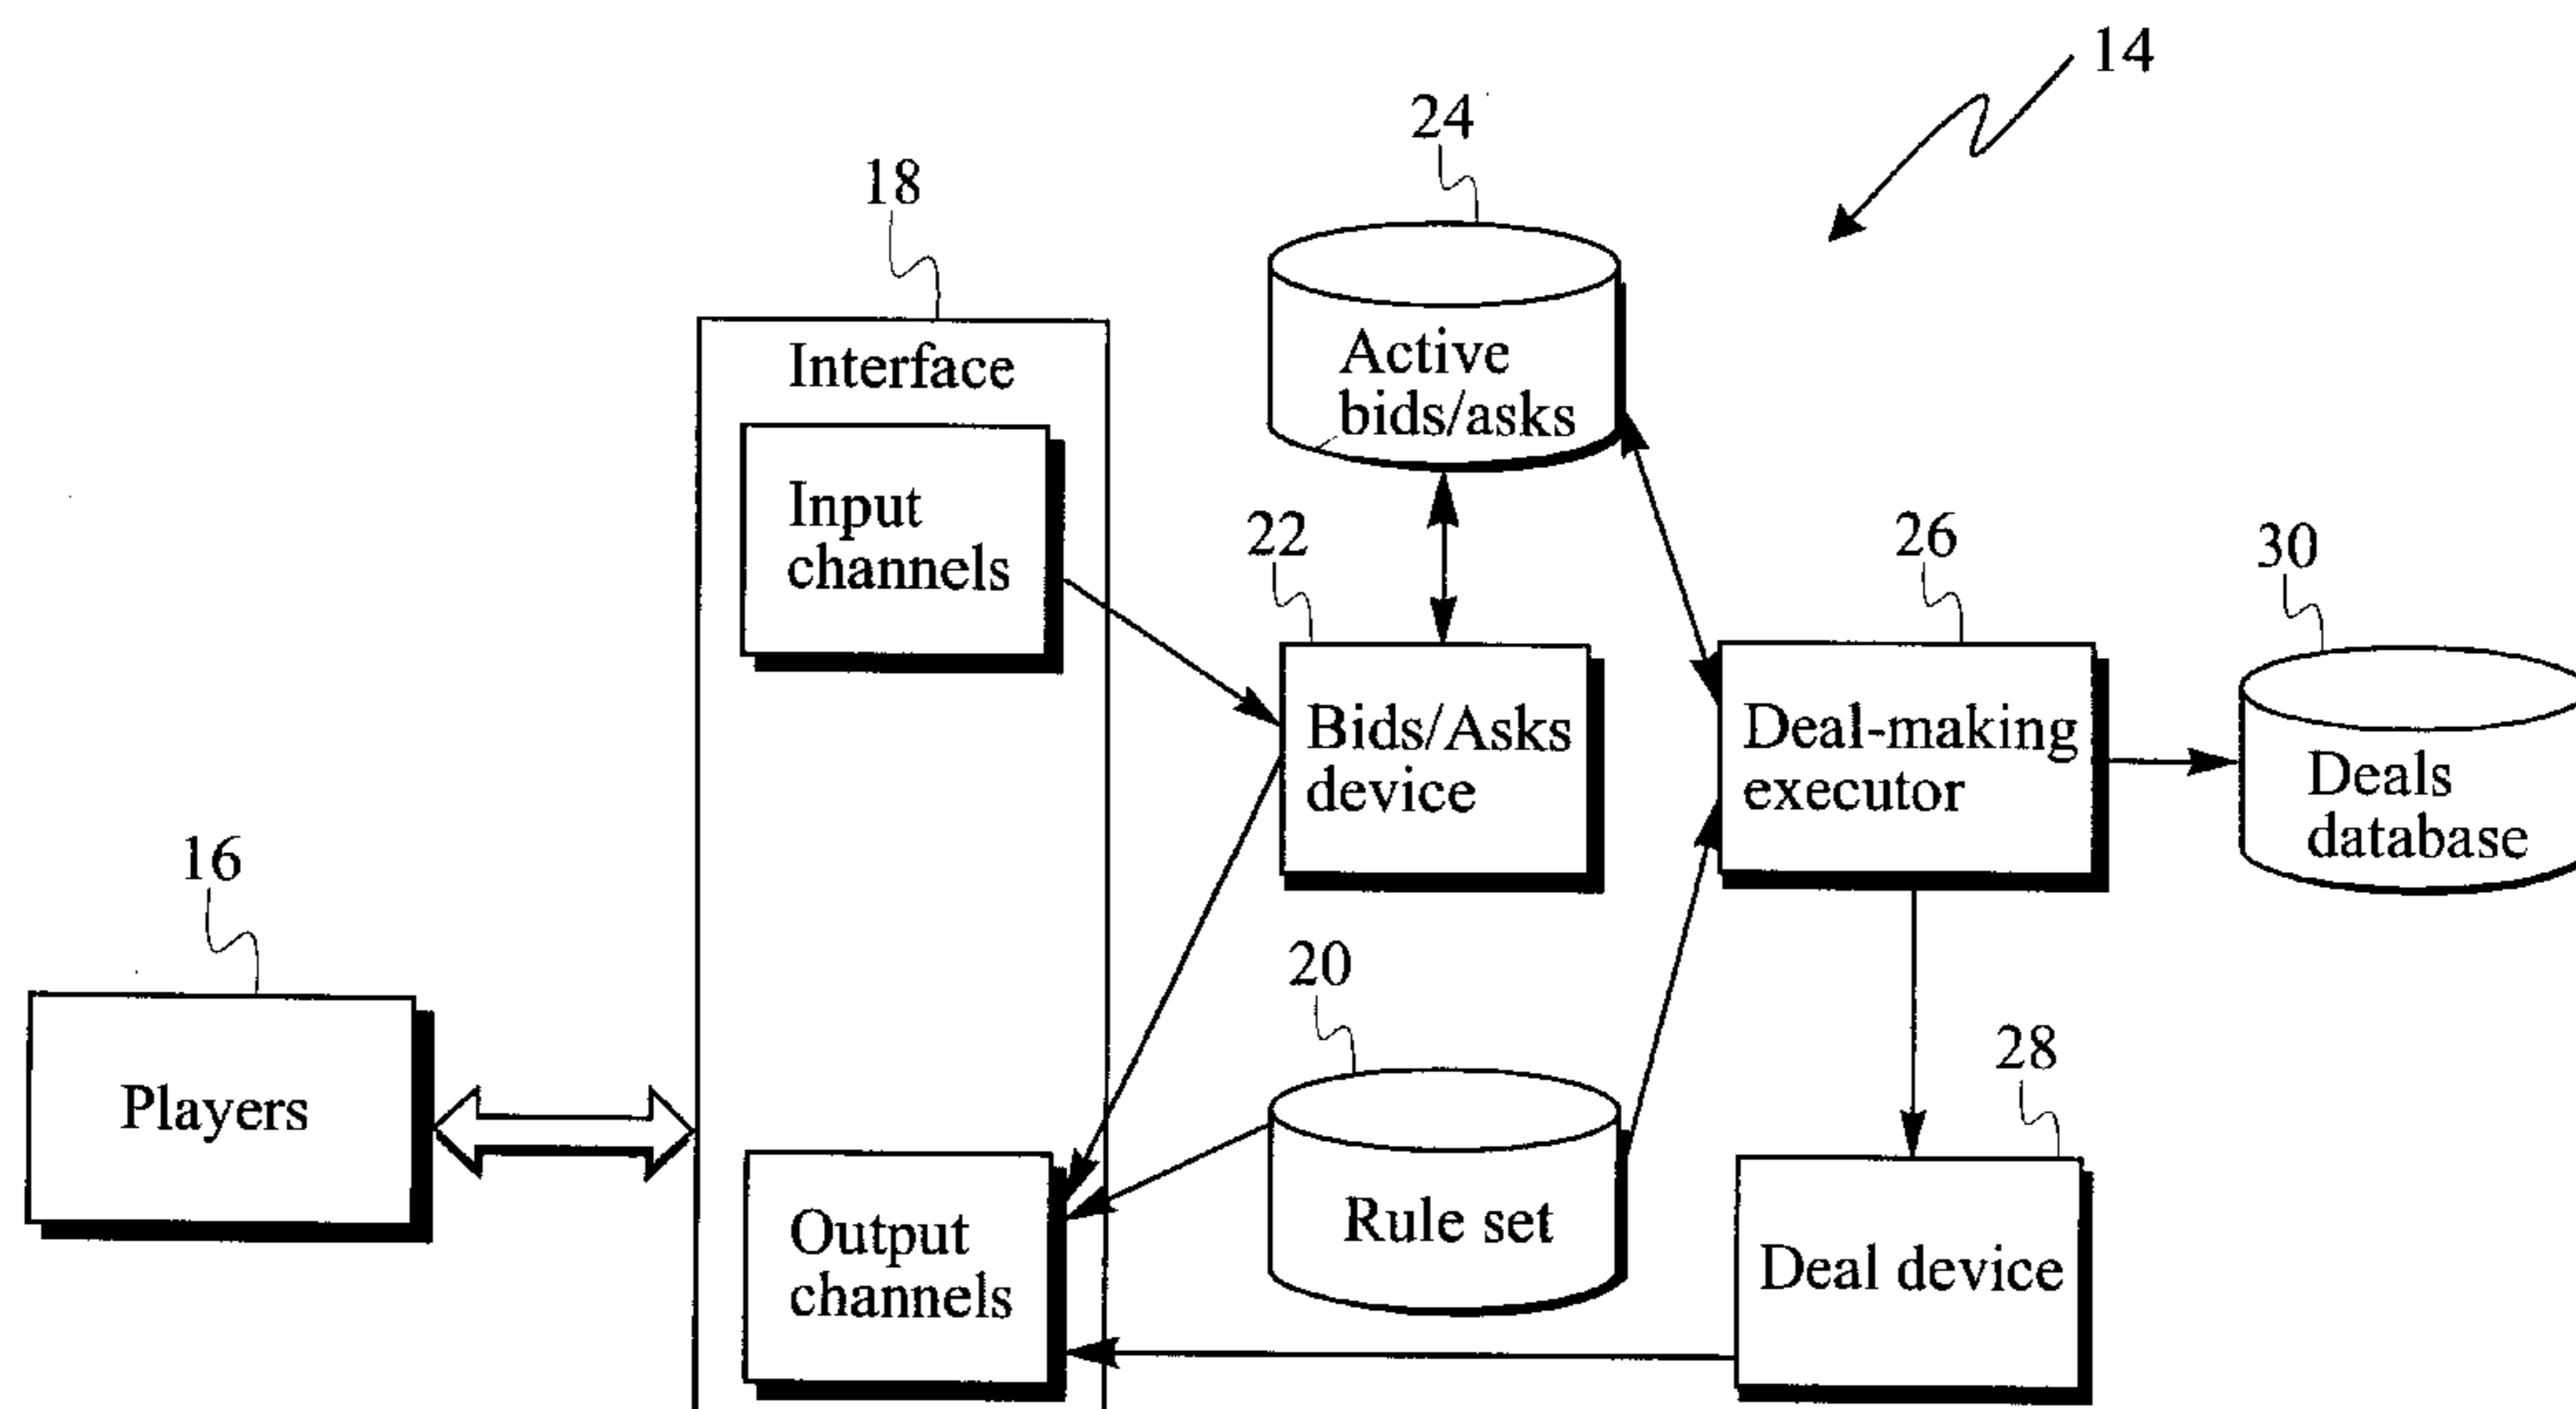 14
24
18
Interface
Active
bids/asks
Input
channels
22
26
30
Bids/Asks
device
Deal-making
executor
Deals
database
16
20
28
Players
Rule set
Output
channels
Deal device